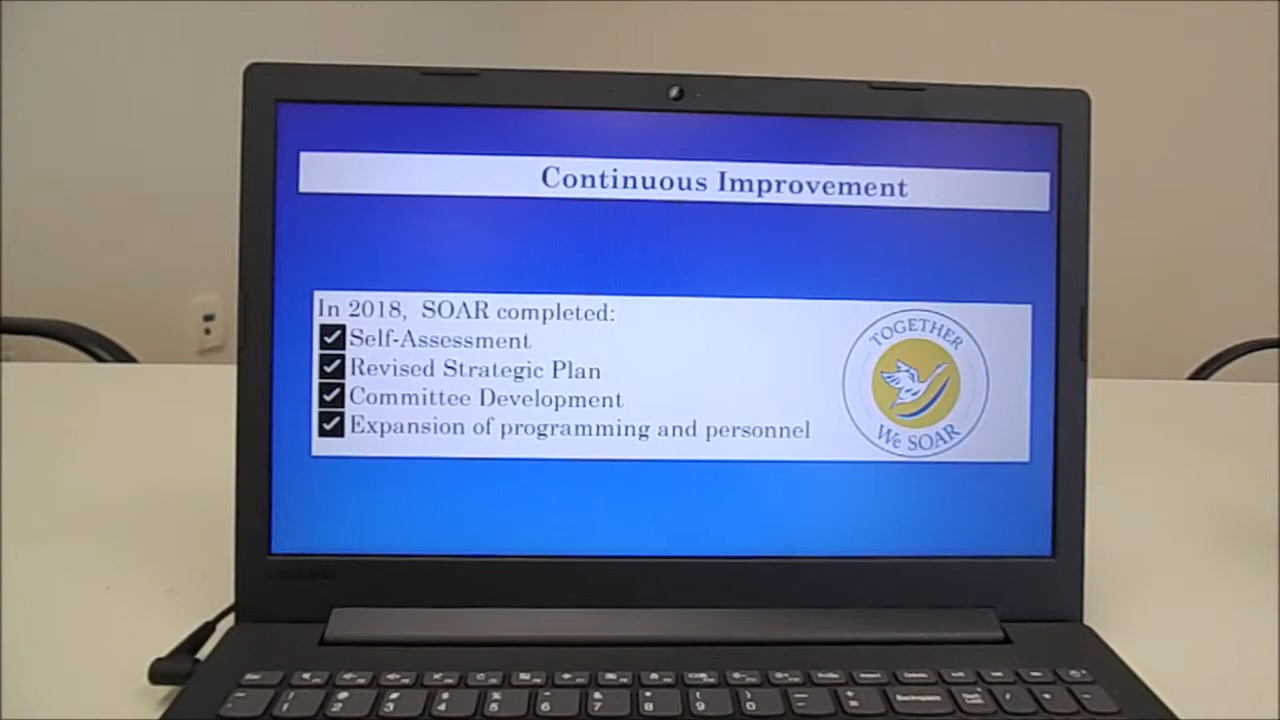 Continuous Improvement
In 2018, SOAR completed:
Self-Assessment
Revised Strategic Plan
Committee Development
Expansion of programming and personnel
TOGETHER
We SOAR
Backspace